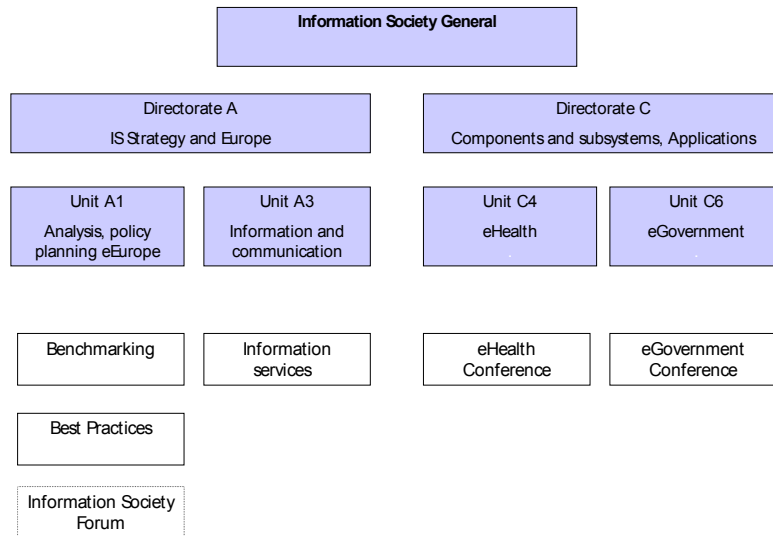 Information Society General
Directorate A
IS Strategy and Europe
Directorate C
Components and subsystems, Applications
Unit A1
Analysis, policy
planning eEurope
Unit A3
Information and
communication
Unit C4
eHealth
.
Unit C6
eGovernment
.
Benchmarking
Information
services
eHealth
Conference
eGovernment
Conference
Best Practices
Information Society
Forum